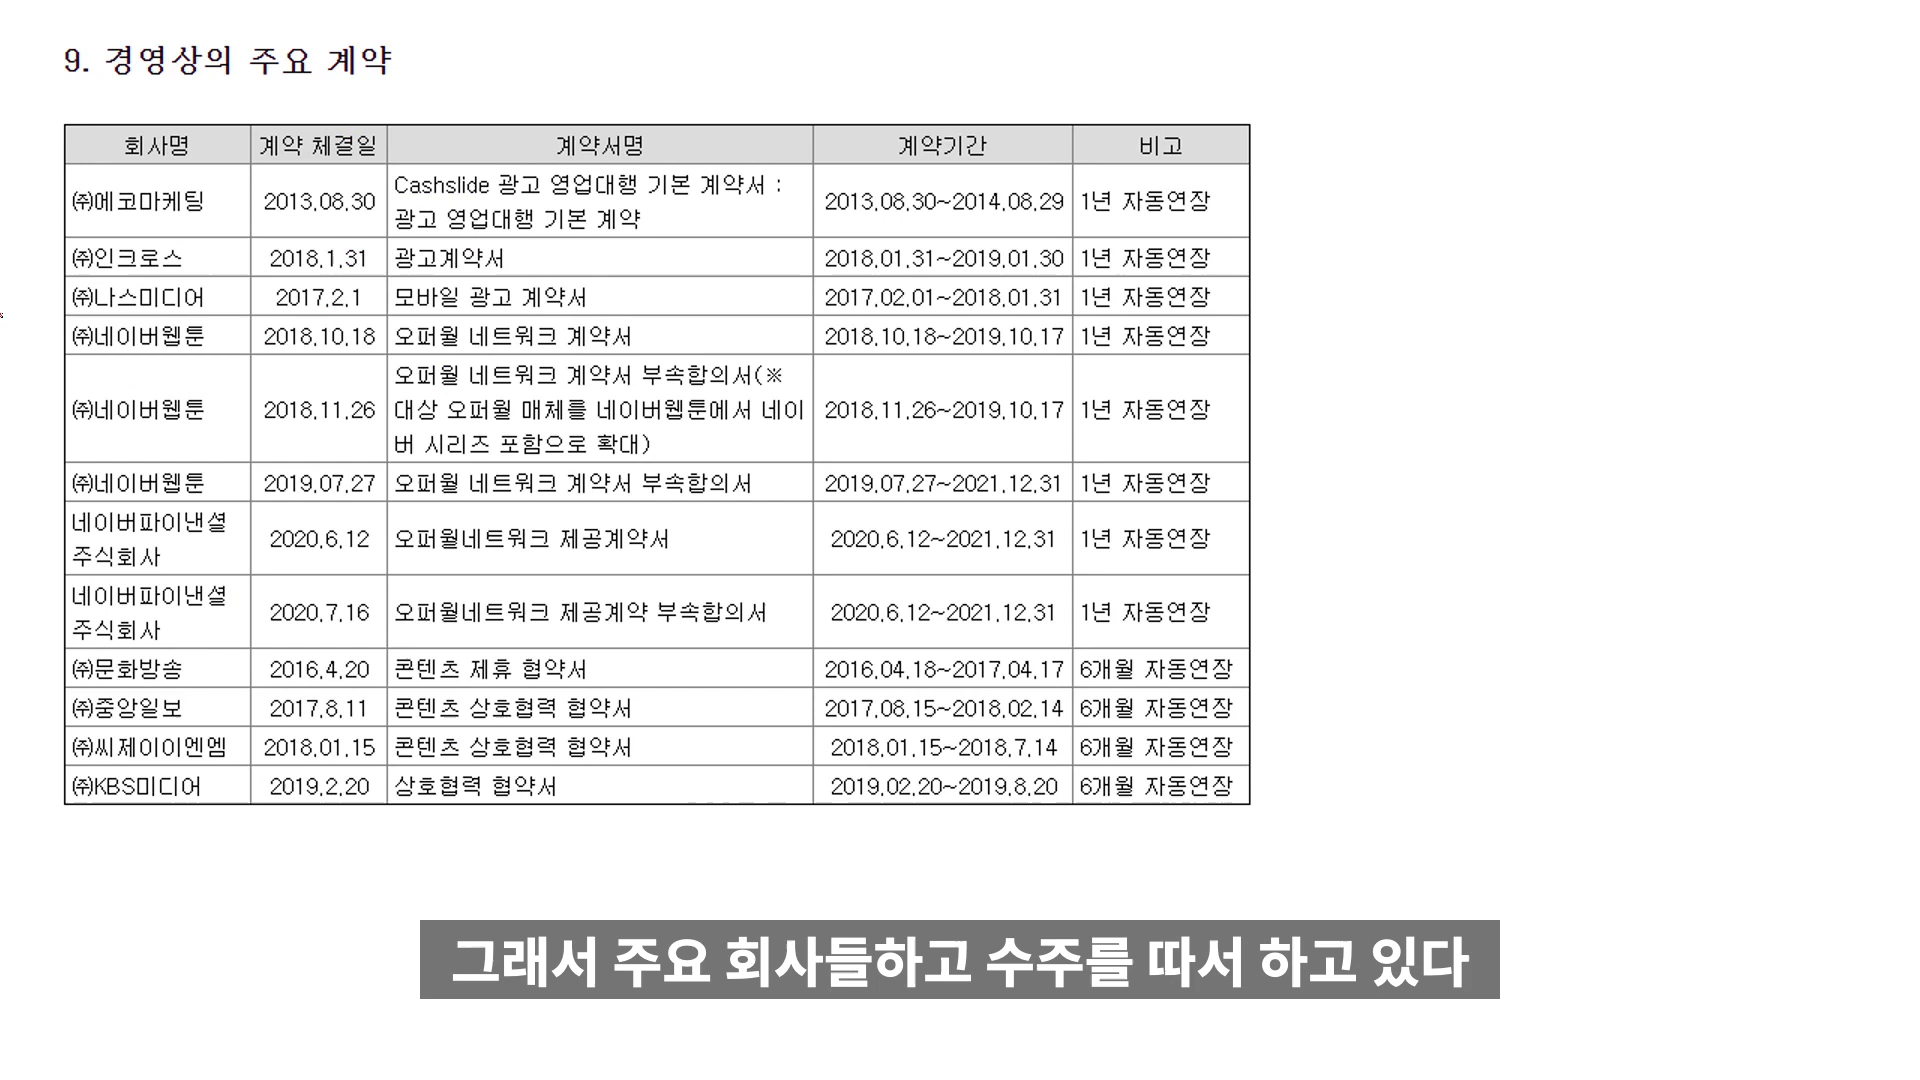 9. 경영상의 주요 계약
회사명 계약 체결일 계약서명 계약기간 비고
㈜에코마케팅 2013.08.30 Cashslide 광고 영업대행 기본 계약서 : 2013.08.30~2014.08.29 1년 자동연장
광고 영업대행 기본 계약
㈜인크로스 2018.1.31 광고계약서 2018.01.31~2019.01.30 1년 자동연장
㈜나스미디어 2017.2.1 모바일 광고 계약서 2017.02.01~2018.01.31 1년 자동연장
㈜네이버웹툰 2018.10.18 오퍼월 네트워크 계약서 2018.10.18~2019.10.17 1년 자동연장
오퍼월 네트워크 계약서 부속합의서(※
㈜네이버웹툰 2018.11.26 대상 오퍼월 매체를 네이버웹툰에서 네이 2018.11.26~2019.10.17 1년 자동연장
버 시리즈 포함으로 확대)
㈜네이버웹툰 2019.07.27 오퍼월 네트워크 계약서 부속합의서 2019.07.27~2021.12.31 1년 자동연장
네이버파이낸셜
주식회사 2020.6.12 오퍼월네트워크 제공계약서 2020.6.12~2021.12.31 1년 자동연장
네이버파이낸셜
주식회사 2020.7.16 오퍼월네트워크 제공계약 부속합의서 2020.6.12~2021.12.31 1년 자동연장
㈜문화방송 2016.4.20 콘텐츠 제휴 협약서 2016.04.18~2017.04.17 6개월 자동연장
㈜중앙일보 2017.8.11 콘텐츠 상호협력 협약서 2017.08.15~2018.02.14 6개월 자동연장
㈜씨제이이엔엠 2018.01.15 콘텐츠 상호협력 협약서 2018.01.15~2018.7.14 6개월 자동연장
㈜KBS미디어 2019.2.20 상호협력 협약서 2019.02.20~2019.8.20 6개월 자동연장
그래서 주요 회사들하고 수주를 따서 하고 있다